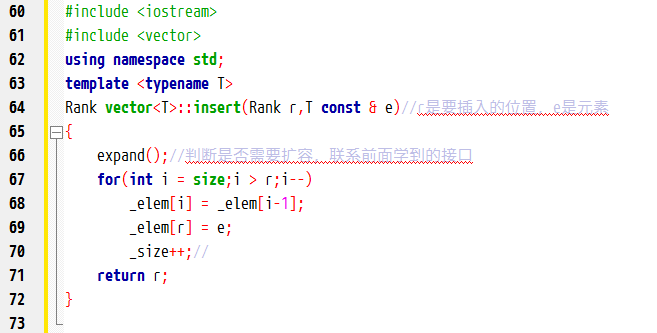 60 #include <iostream>
61 #include <vector>
62 using namespace std;
63 template <typename T>
64 Rank vector<T>::insert(Rank r,T const & e)//r是要插入的位置，e是元素
65 {
66 expand();//判断是否需要扩容，联系前面学到的接口
67 for(int i = size;i > r;i--)
68 _elem[i] = _elem[i-1];
69 _elem[r] = e;
70 _size++;//
71 return r;
72 }
73